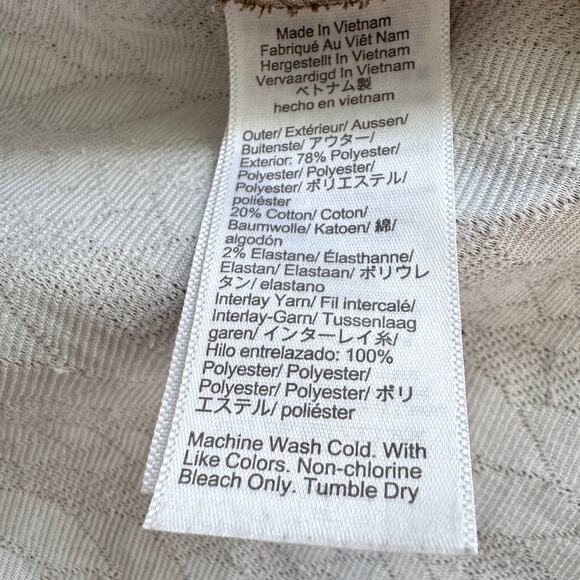 Made In Vietnam
Fabriqué Au Viêt Nam
Hergestellt In Vietnam
Vervaardigd In Vietnam
ベトナム製
hecho en vietnam
Outer/ Extérieur/ Aussen/
Buitenste/ アウター/
Exterior: 78% Polyester/
Polyester/ Polyester/
Polyester/ ポリエステル/
poliéster
20% Cotton/ Coton/
Baumwolle/ Katoen/ 綿/
algodón
2% Elastane/ Élasthanne/
Elastan/ Elastaan/ ポリウレ
タン/ elastano
Interlay Yarn/ Fil intercalé/
Interlay-Garn/ Tussenlaag
garen/ インターレイ糸/
Hilo entrelazado: 100%
Polyester/ Polyester/
Polyester/ Polyester/ ポリ
エステル/ poliéster
Machine Wash Cold. With
Like Colors. Non-chlorine
Bleach Only. Tumble Dry